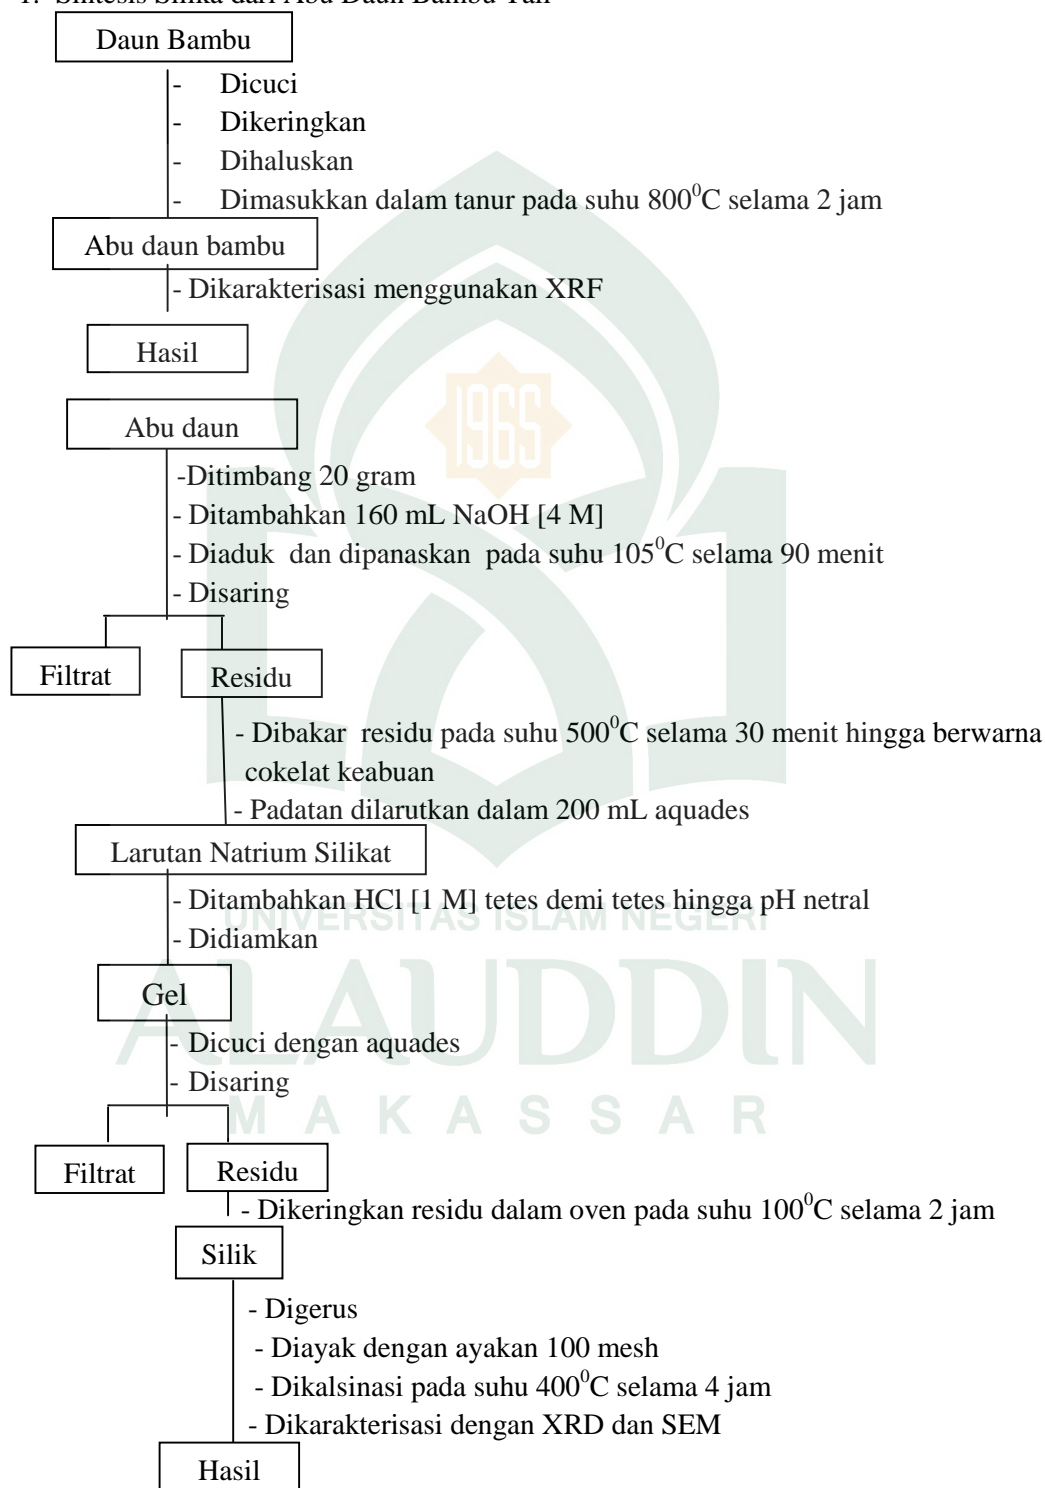 1. Sintesis Silika dari Abu Daun Bambu Tali
Daun Bambu
- Dicuci
- Dikeringkan
- Dihaluskan
- Dimasukkan dalam tanur pada suhu 800⁰C selama 2 jam
Abu daun bambu
- Dikarakterisasi menggunakan XRF
Hasil
1965
Abu daun
-Ditimbang 20 gram
- Ditambahkan 160 mL NaOH [4 M]
- Diaduk dan dipanaskan pada suhu 105⁰C selama 90 menit
- Disaring
Filtrat
Residu
- Dibakar residu pada suhu 500⁰C selama 30 menit hingga berwarna
cokelat keabuan
- Padatan dilarutkan dalam 200 mL aquades
Larutan Natrium Silikat
- Ditambahkan HCl [1 M] tetes demi tetes hingga pH netral
UNIVERSITAS ISLAM NEGERI
- Didiamkan
Gel
ALAUDDIN
- Dicuci dengan aquades
- Disaring
MAKASSAR
Filtrat
Residu
- Dikeringkan residu dalam oven pada suhu 100⁰C selama 2 jam
Silik
- Digerus
- Diayak dengan ayakan 100 mesh
- Dikalsinasi pada suhu 400⁰C selama 4 jam
- Dikarakterisasi dengan XRD dan SEM
Hasil